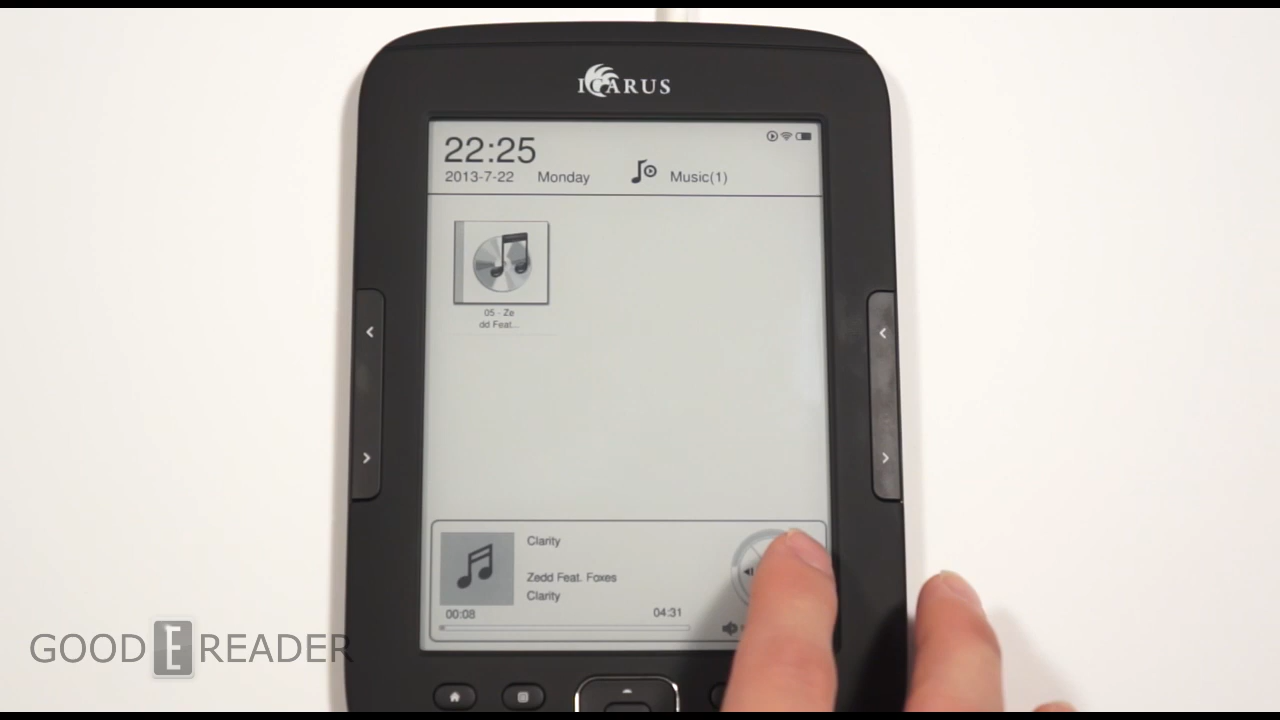 ICARUS
22:25
2013-7-22 Monday Music(1)
05 - Ze
dd Feat...
Clarity
Zedd Feat. Foxes
Clarity
00:08 04:31
GOOD E READER